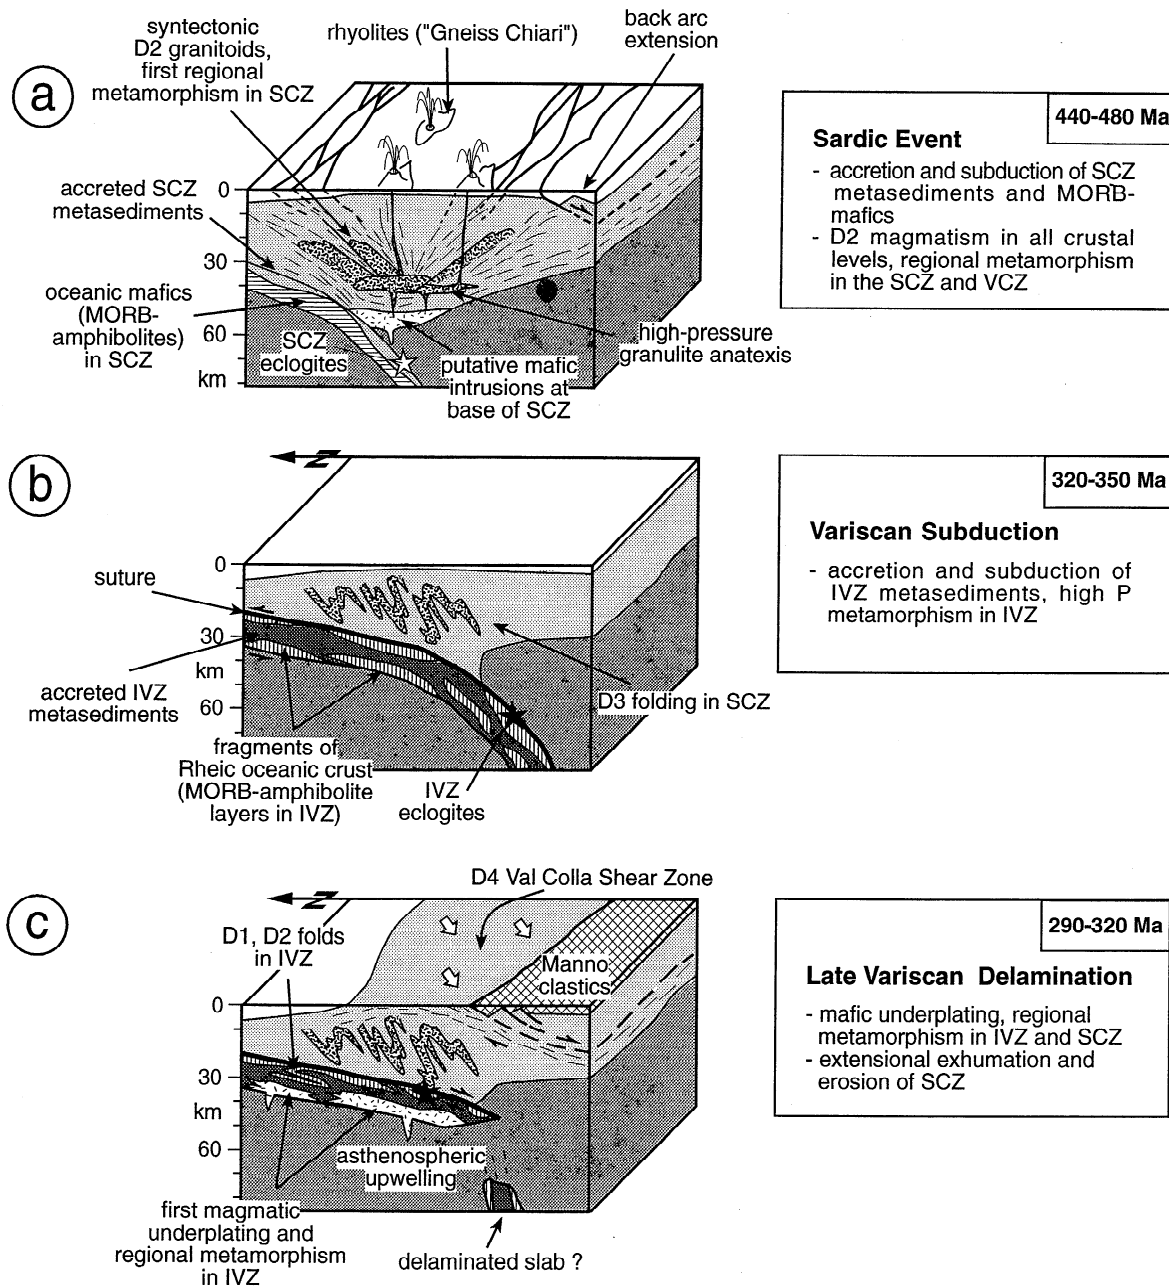 a
syntectonic
D2 granitoids,
first regional
metamorphism in SCZ
rhyolites ("Gneiss Chiari")
back arc
extension
accreted SCZ
metasediments
oceanic mafics
(MORB-
amphibolites)
in SCZ
0
30
60
km
SCZ
eclogites
putative mafic
intrusions at
base of SCZ
high-pressure
granulite anatexis
440-480 Ma
Sardic Event
- accretion and subduction of SCZ
metasediments and MORB-
mafics
- D2 magmatism in all crustal
levels, regional metamorphism
in the SCZ and VCZ
b
N
suture
0
30
km
60
accreted IVZ
metasediments
fragments of
Rheic oceanic crust
(MORB-amphibolite
layers in IVZ)
IVZ
eclogites
D3 folding in SCZ
320-350 Ma
Variscan Subduction
- accretion and subduction of
IVZ metasediments, high P
metamorphism in IVZ
c
N
D4 Val Colla Shear Zone
D1, D2 folds
in IVZ
Manno
clastics
0
30
km
60
asthenospheric
upwelling
first magmatic
underplating and
regional metamorphism
in IVZ
delaminated slab ?
290-320 Ma
Late Variscan Delamination
- mafic underplating, regional
metamorphism in IVZ and SCZ
- extensional exhumation and
erosion of SCZ